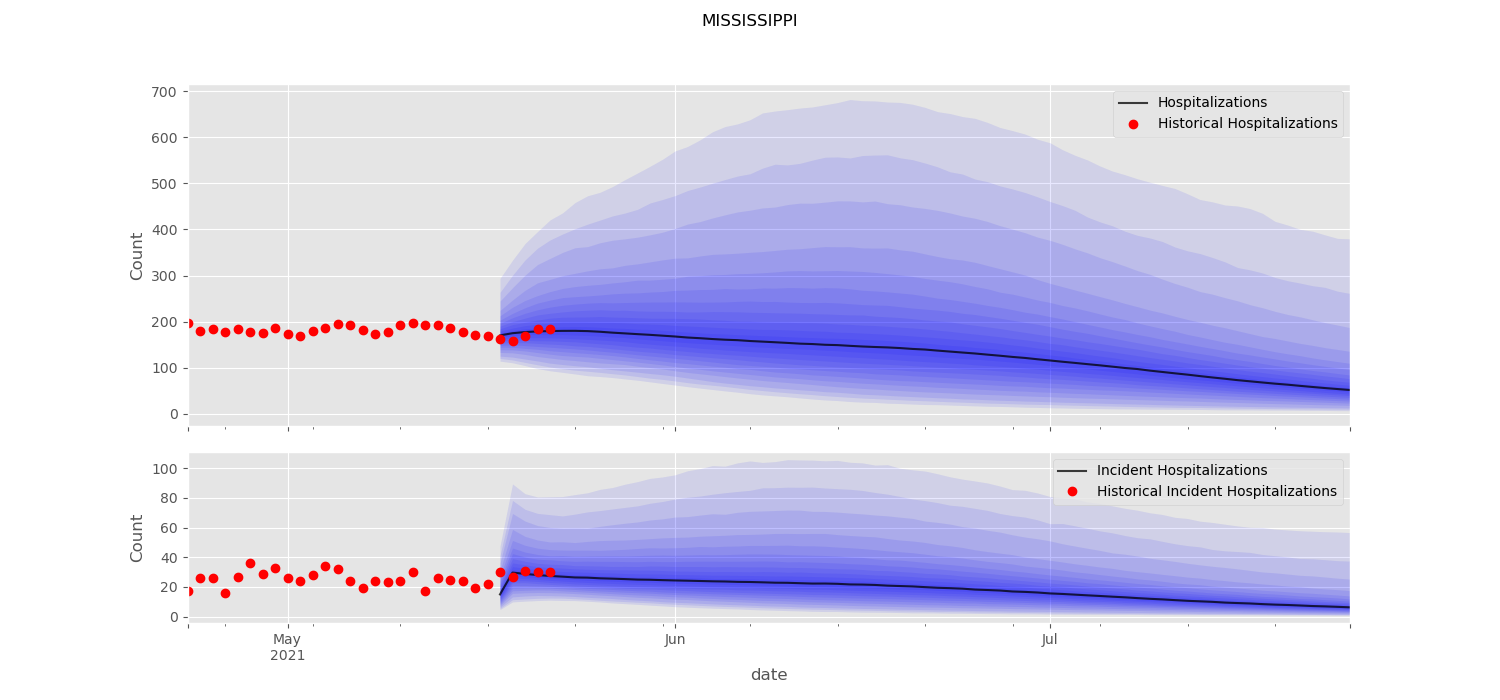 MISSISSIPPI
700
600
500
400
300
200
100
0
Count
Hospitalizations
Historical Hospitalizations
100
80
60
40
20
0
Count
Incident Hospitalizations
Historical Incident Hospitalizations
May
2021
Jun
Jul
date